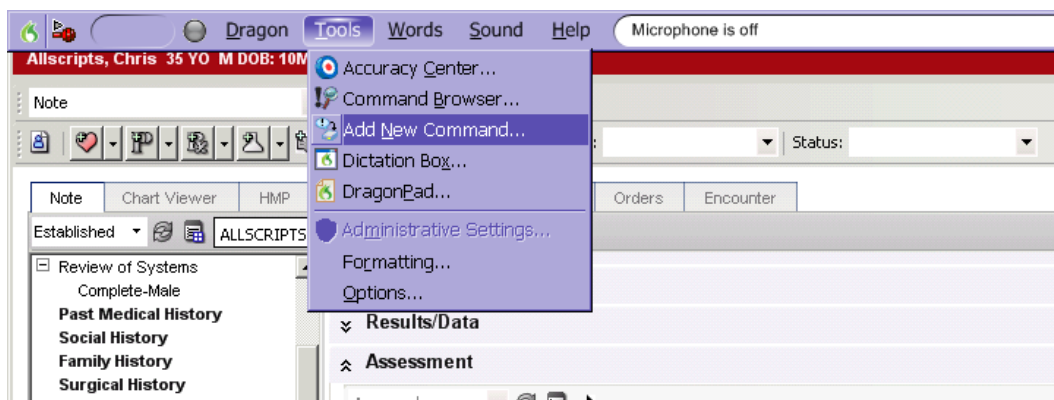 Dragon Tools Words Sound Help Microphone is off
Allscripts, Chris 35 YO M DOB: 10M
Accuracy Center...
Note
Command Browser...
Add New Command...
Status:
Dictation Box...
DragonPad...
Note Chart Viewer HMP Orders Encounter
Established ALLSCRIPTS
Administrative Settings...
Review of Systems
Formatting...
Complete-Male
Options...
Past Medical History
Results/Data
Social History
Family History
Assessment
Surgical History